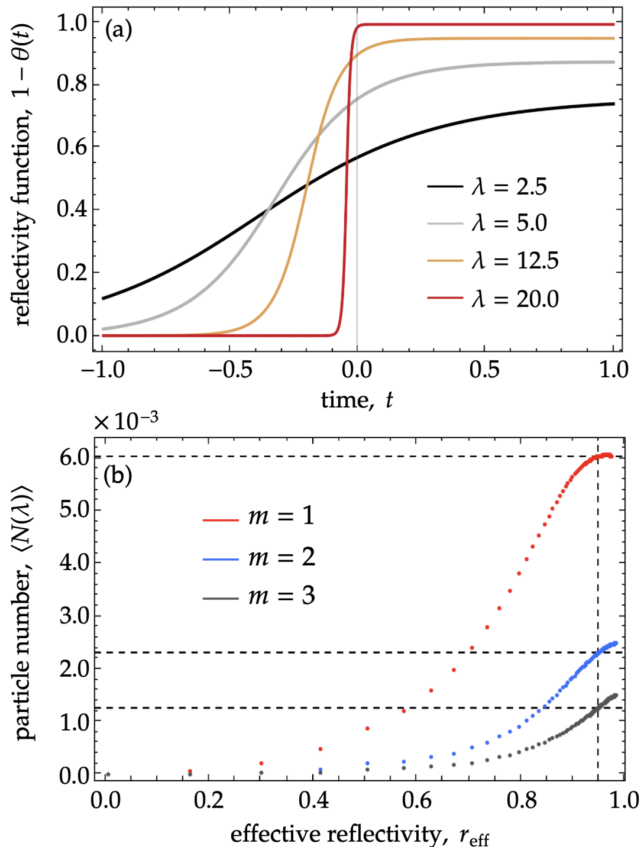 (a)
reflectivity function, 1 − θ(t)
1.0
0.8
0.6
0.4
0.2
0.0
λ = 2.5
λ = 5.0
λ = 12.5
λ = 20.0
−1.0 −0.5 0.0 0.5 1.0
time, t
× 10⁻³
(b)
particle number, ⟨N(λ)⟩
6.0
5.0
4.0
3.0
2.0
1.0
0.0
m = 1
m = 2
m = 3
0.0 0.2 0.4 0.6 0.8 1.0
effective reflectivity, r_eff